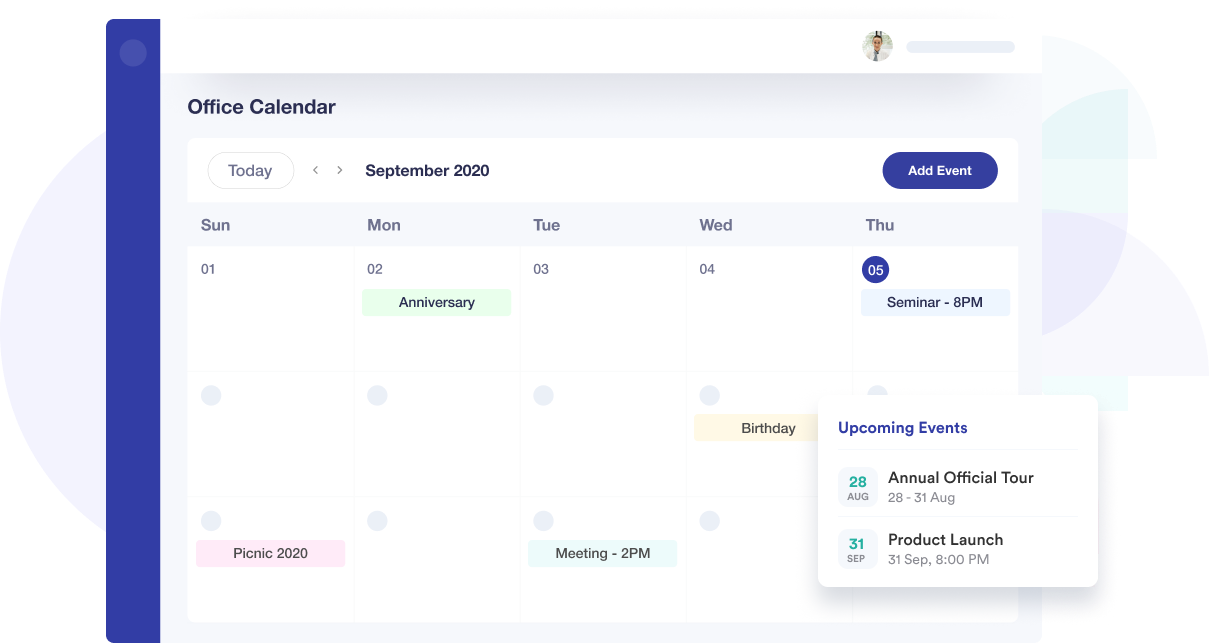 Office Calendar
Today < > September 2020 Add Event
Sun Mon Tue Wed Thu
01 02 03 04 05
Anniversary Seminar - 8PM
Birthday
Upcoming Events
28 AUG Annual Official Tour
28 - 31 Aug
31 SEP Product Launch
31 Sep, 8:00 PM
Picnic 2020 Meeting - 2PM